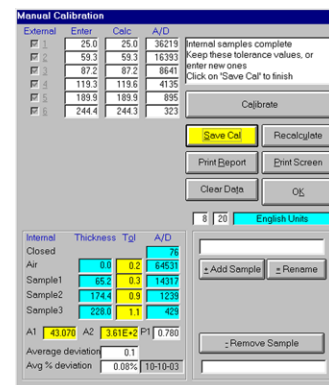 Manual Calibration
External Enter Calc A/D
1 25.0 25.0 36219
2 59.3 59.3 16393
3 87.2 87.2 8641
4 119.3 119.6 4135
5 189.9 189.9 895
6 244.4 244.3 323
Internal samples complete
Keep these tolerance values, or
enter new ones
Click on 'Save Cal' to finish
Calibrate
Save Cal Recalculate
Print Report Print Screen
Clear Data OK
8 20 English Units
Internal Thickness Tol A/D
Closed 76
Air 0.0 0.2 64531
Sample1 65.2 0.3 14317
Sample2 174.4 0.9 1239
Sample3 228.0 1.1 429
A1 43.070 A2 3.61E+2 P1 0.780
Average deviation 0.1
Avg % deviation 0.08% 10-10-03
+ Add Sample = Rename
- Remove Sample